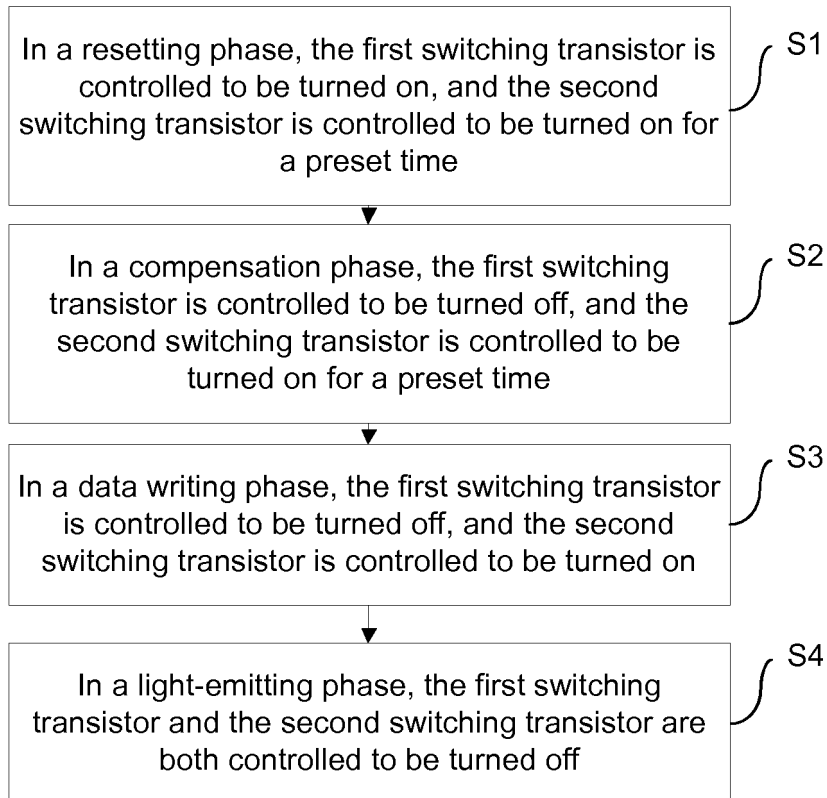 In a resetting phase, the first switching transistor is
controlled to be turned on, and the second
switching transistor is controlled to be turned on for
a preset time
S1
In a compensation phase, the first switching
transistor is controlled to be turned off, and the
second switching transistor is controlled to be
turned on for a preset time
S2
In a data writing phase, the first switching transistor
is controlled to be turned off, and the second
switching transistor is controlled to be turned on
S3
In a light-emitting phase, the first switching
transistor and the second switching transistor are
both controlled to be turned off
S4